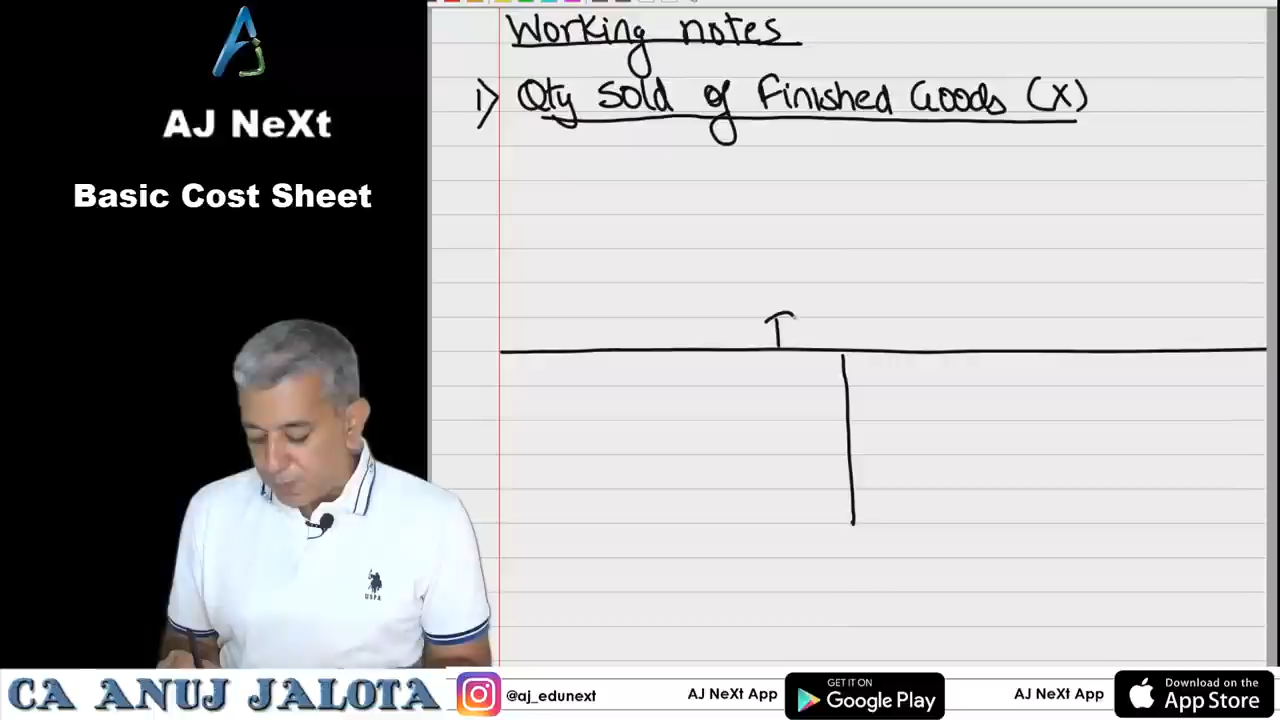 Working notes
1) Qty sold of Finished Goods (X)
AJ NeXt
Basic Cost Sheet
T
USPA
CA ANUJ JALOTA
@aj_edunext
AJ NeXt App
GET IT ON
Google Play
AJ NeXt App
Download on the
App Store